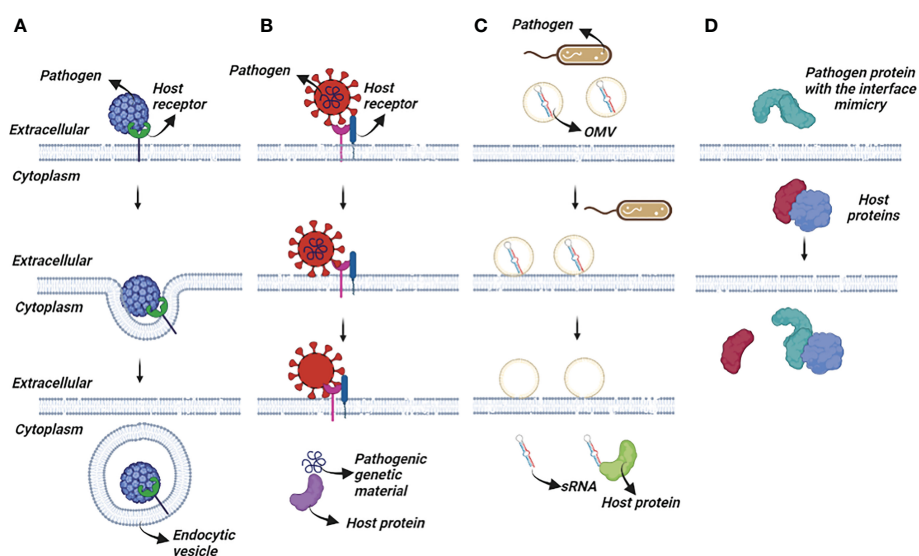 A
Pathogen
Host
receptor
Extracellular
Cytoplasm
Extracellular
Cytoplasm
Extracellular
Cytoplasm
Endocytic
vesicle
B
Pathogen
Host
receptor
Pathogenic
genetic
material
Host protein
C
Pathogen
OMV
sRNA
Host protein
D
Pathogen protein
with the interface
mimicry
Host
proteins